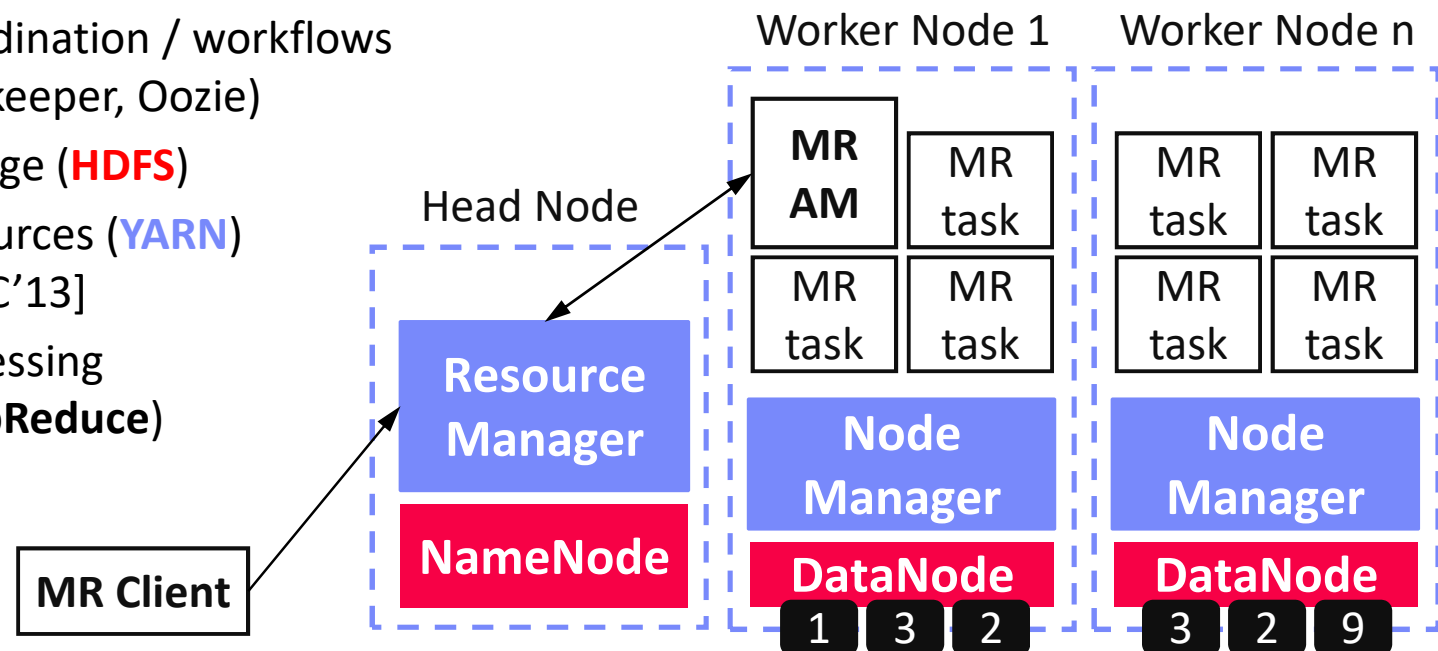 dination / workflows
keeper, Oozie)
ge (HDFS)
urces (YARN)
C’13]
essing
Reduce)
MR Client
Head Node
Resource
Manager
NameNode
Worker Node 1
MR
AM
MR
task
MR
task
MR
task
Node
Manager
DataNode
1 3 2
Worker Node n
MR
task
MR
task
MR
task
MR
task
Node
Manager
DataNode
3 2 9